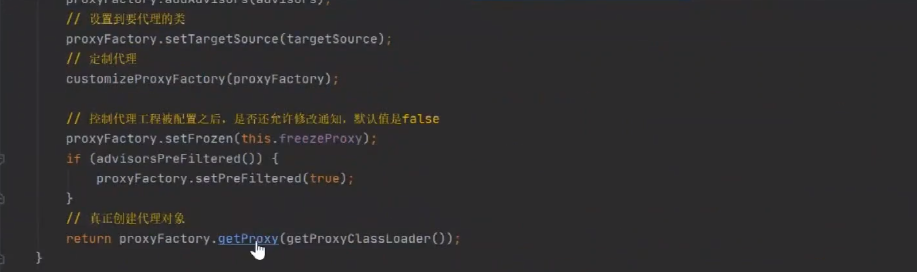 proxyFactory.addAdvisors(advisors);
// 设置到要代理的类
proxyFactory.setTargetSource(targetSource);
// 定制代理
customizeProxyFactory(proxyFactory);
// 控制代理工程被配置之后，是否还允许修改通知，默认值是false
proxyFactory.setFrozen(this.freezeProxy);
if (advisorsPreFiltered()) {
proxyFactory.setPreFiltered(true);
}
// 真正创建代理对象
return proxyFactory.getProxy(getProxyClassLoader());
}